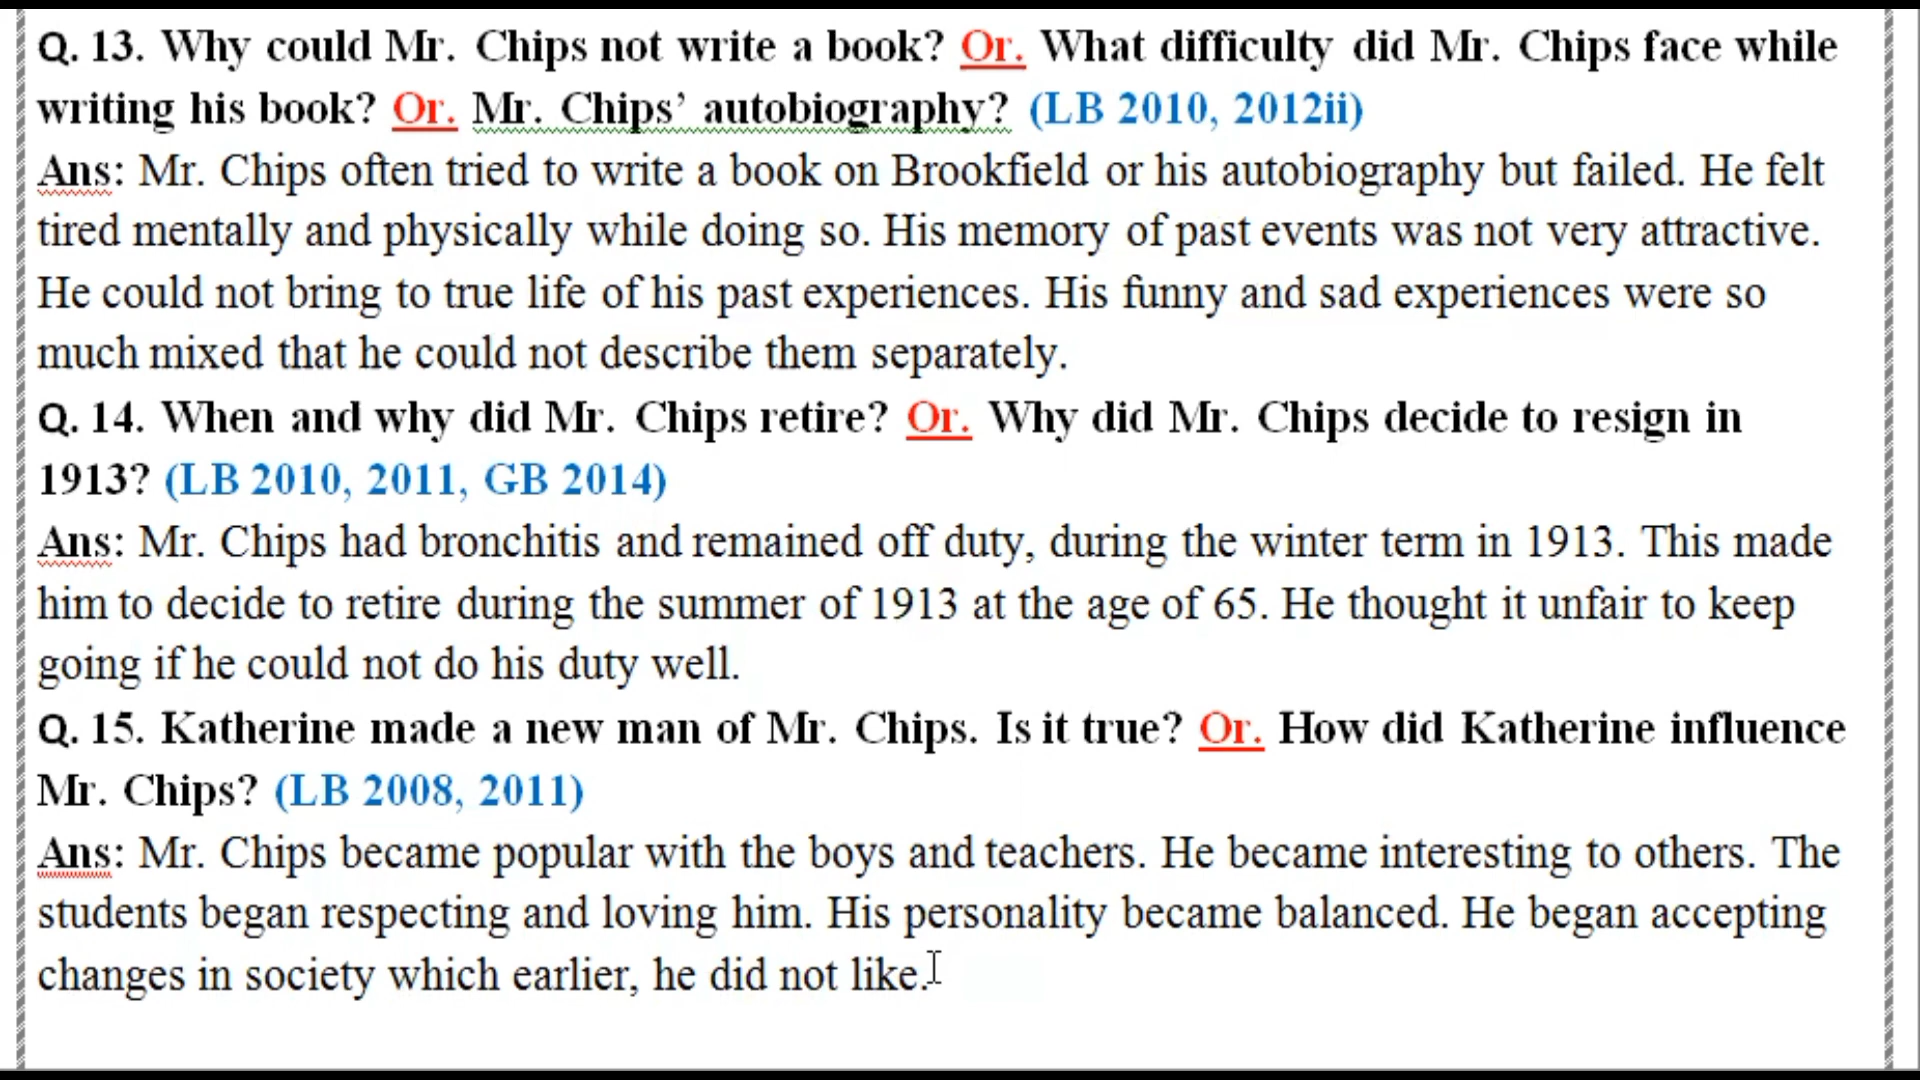 Q. 13. Why could Mr. Chips not write a book? Or. What difficulty did Mr. Chips face while
writing his book? Or. Mr. Chips’ autobiography? (LB 2010, 2012ii)
Ans: Mr. Chips often tried to write a book on Brookfield or his autobiography but failed. He felt
tired mentally and physically while doing so. His memory of past events was not very attractive.
He could not bring to true life of his past experiences. His funny and sad experiences were so
much mixed that he could not describe them separately.
Q. 14. When and why did Mr. Chips retire? Or. Why did Mr. Chips decide to resign in
1913? (LB 2010, 2011, GB 2014)
Ans: Mr. Chips had bronchitis and remained off duty, during the winter term in 1913. This made
him to decide to retire during the summer of 1913 at the age of 65. He thought it unfair to keep
going if he could not do his duty well.
Q. 15. Katherine made a new man of Mr. Chips. Is it true? Or. How did Katherine influence
Mr. Chips? (LB 2008, 2011)
Ans: Mr. Chips became popular with the boys and teachers. He became interesting to others. The
students began respecting and loving him. His personality became balanced. He began accepting
changes in society which earlier, he did not like.